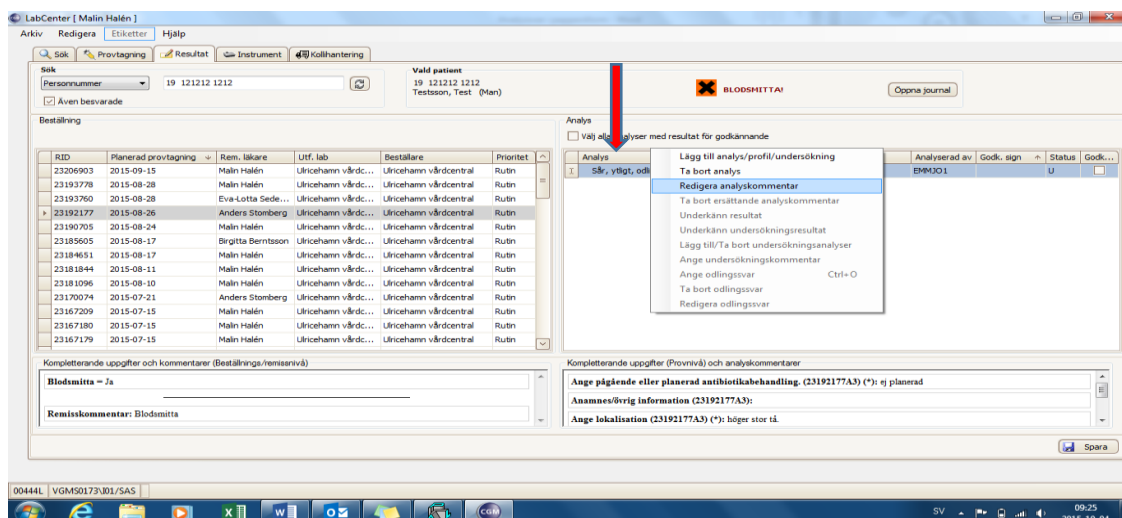 LabCenter [ Malin Halén ]
Arkiv Redigera Etiketter Hjälp
Sök Provtagning Resultat Instrument Kollihantering
Sök
Personnummer 19 121212 1212
Även besvarade
Vald patient
19 121212 1212
Testsson, Test (Man)
BLODSMITTA!
Öppna journal
Beställning
RID Planerad provtagning Rem. läkare Utf. lab Beställare Prioritet
23206903 2015-09-15 Malin Halén Ulricehamn vårdc... Ulricehamn vårdcentral Rutin
23193778 2015-08-28 Malin Halén Ulricehamn vårdc... Ulricehamn vårdcentral Rutin
23193760 2015-08-28 Eva-Lotta Sede... Ulricehamn vårdc... Ulricehamn vårdcentral Rutin
23192177 2015-08-26 Anders Stomberg Ulricehamn vårdc... Ulricehamn vårdcentral Rutin
23190705 2015-08-24 Malin Halén Ulricehamn vårdc... Ulricehamn vårdcentral Rutin
23185605 2015-08-17 Birgitta Berntsson Ulricehamn vårdc... Ulricehamn vårdcentral Rutin
23184651 2015-08-17 Malin Halén Ulricehamn vårdc... Ulricehamn vårdcentral Rutin
23181844 2015-08-11 Malin Halén Ulricehamn vårdc... Ulricehamn vårdcentral Rutin
23181096 2015-08-10 Malin Halén Ulricehamn vårdc... Ulricehamn vårdcentral Rutin
23170074 2015-07-21 Anders Stomberg Ulricehamn vårdc... Ulricehamn vårdcentral Rutin
23167209 2015-07-15 Malin Halén Ulricehamn vårdc... Ulricehamn vårdcentral Rutin
23167180 2015-07-15 Malin Halén Ulricehamn vårdc... Ulricehamn vårdcentral Rutin
23167179 2015-07-15 Malin Halén Ulricehamn vårdc... Ulricehamn vårdcentral Rutin
Analys
Välj alla analyser med resultat för godkännande
Analys Analyserad av Godk. sign Status Godk...
Sår, ytligt, odl EMMJO1 U
Lägg till analys/profil/undersökning
Ta bort analys
Redigera analyskommentar
Ta bort ersättande analyskommentar
Underkänn resultat
Underkänn undersökningsresultat
Lägg till/Ta bort undersökningsanalyser
Ange undersökningskommentar
Ange odlingssvar Ctrl+O
Ta bort odlingssvar
Redigera odlingssvar
Kompletterande uppgifter och kommentarer (Beställnings/remissnivå)
Blodsmitta = Ja
Remisskommentar: Blodsmitta
Kompletterande uppgifter (Provnivå) och analyskommentarer
Ange pågående eller planerad antibiotikabehandling. (23192177A3) (*): ej planerad
Anamnes/övrig information (23192177A3):
Ange lokalisation (23192177A3) (*): höger stor tå.
Spara
00444L VGMS0173\J01/SAS
CGM
SV 09:25
2015-10-04